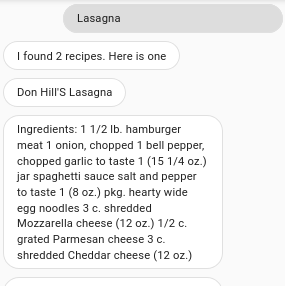 Lasagna
I found 2 recipes. Here is one
Don Hill'S Lasagna
Ingredients: 1 1/2 lb. hamburger
meat 1 onion, chopped 1 bell pepper,
chopped garlic to taste 1 (15 1/4 oz.)
jar spaghetti sauce salt and pepper
to taste 1 (8 oz.) pkg. hearty wide
egg noodles 3 c. shredded
Mozzarella cheese (12 oz.) 1/2 c.
grated Parmesan cheese 3 c.
shredded Cheddar cheese (12 oz.)